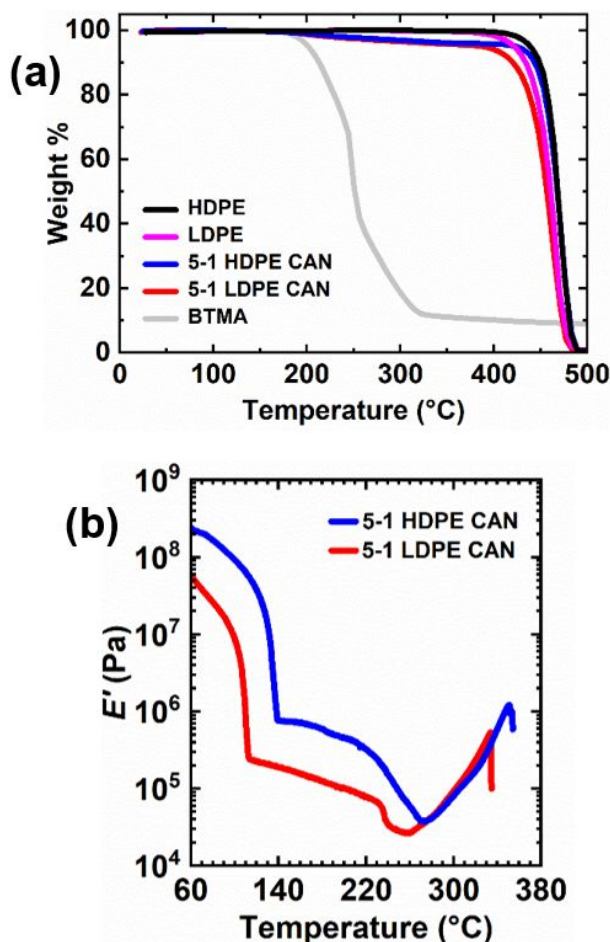 (a)
100
80
60
40
20
0
Weight %
HDPE
LDPE
5-1 HDPE CAN
5-1 LDPE CAN
BTMA
0 100 200 300 400 500
Temperature (°C)
(b)
10⁹
10⁸
10⁷
10⁶
10⁵
10⁴
E′ (Pa)
5-1 HDPE CAN
5-1 LDPE CAN
60 140 220 300 380
Temperature (°C)